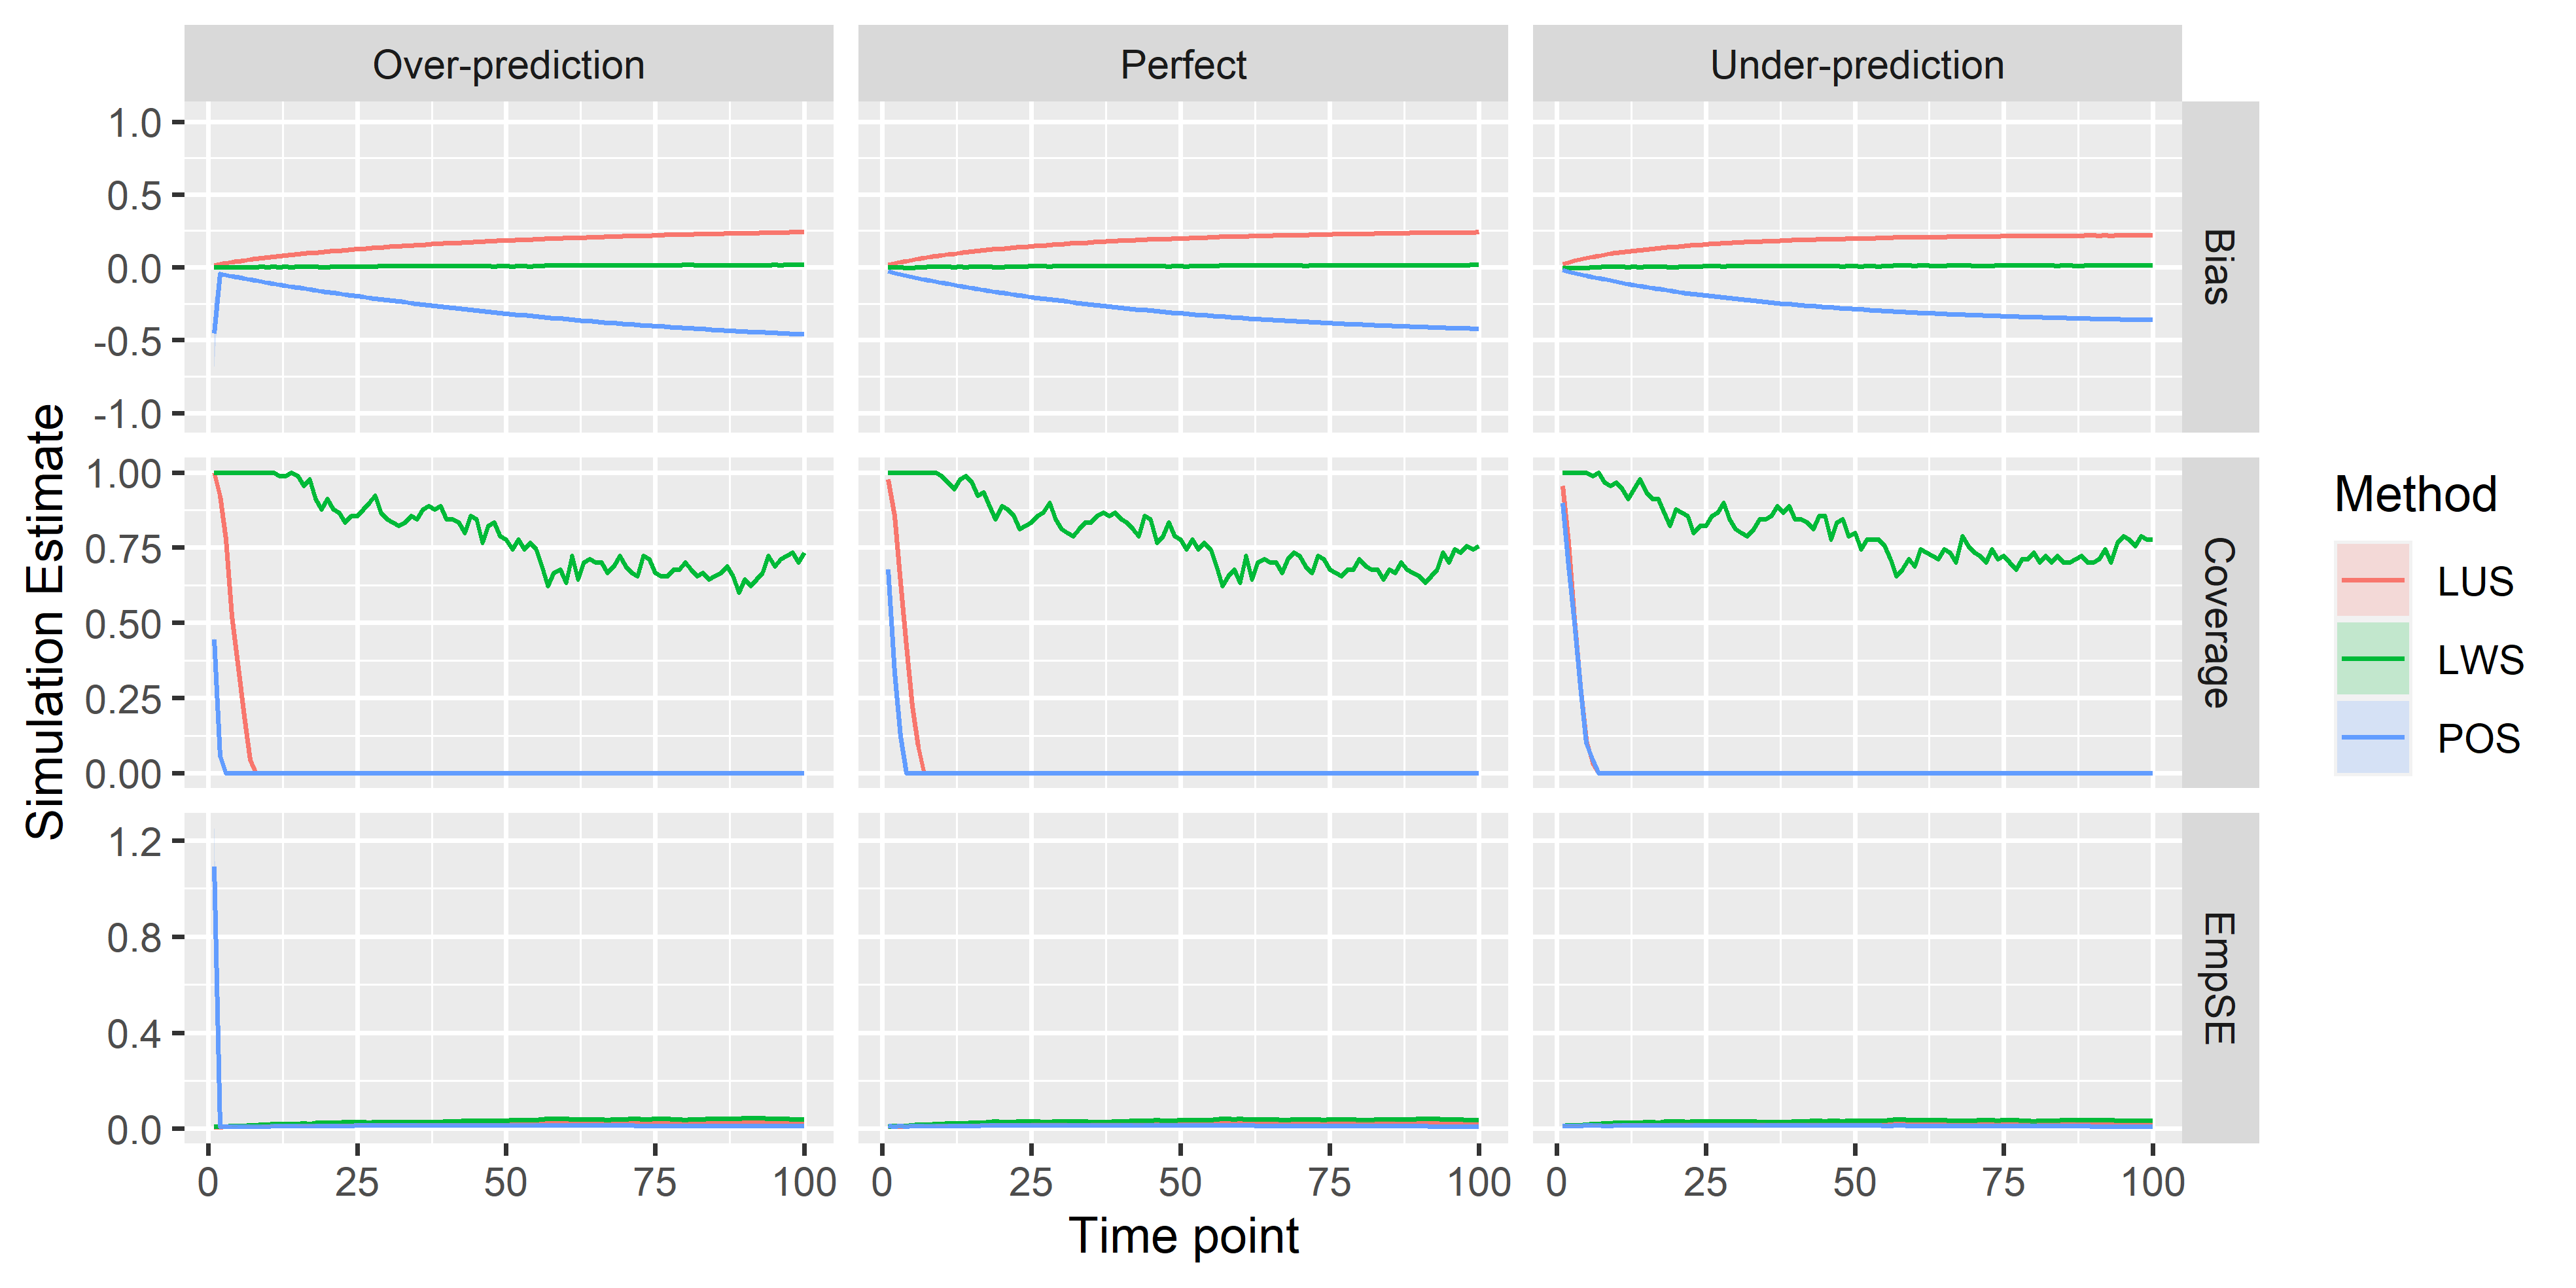 Over-prediction
Perfect
Under-prediction
1.0
0.5
0.0
-0.5
-1.0
Bias
1.00
0.75
0.50
0.25
0.00
Coverage
1.2
0.8
0.4
0.0
EmpSE
0 25 50 75 100
0 25 50 75 100
0 25 50 75 100
Time point
Simulation Estimate
Method
LUS
LWS
POS